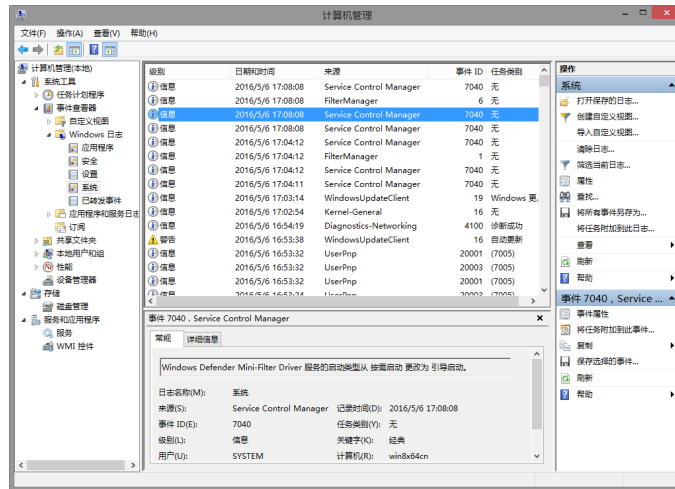 计算机管理
文件(F) 操作(A) 查看(V) 帮助(H)
计算机管理(本地)
系统工具
任务计划程序
事件查看器
自定义视图
Windows 日志
应用程序
安全
设置
系统
已转发事件
应用程序和服务日志
订阅
共享文件夹
本地用户和组
性能
设备管理器
存储
磁盘管理
服务和应用程序
服务
WMI 控件
级别 日期和时间 来源 事件 ID 任务类别
信息 2016/5/6 17:08:08 Service Control Manager 7040 无
信息 2016/5/6 17:08:08 FilterManager 6 无
信息 2016/5/6 17:08:08 Service Control Manager 7040 无
信息 2016/5/6 17:08:08 Service Control Manager 7040 无
信息 2016/5/6 17:04:12 Service Control Manager 7040 无
信息 2016/5/6 17:04:12 FilterManager 1 无
信息 2016/5/6 17:04:12 Service Control Manager 7040 无
信息 2016/5/6 17:04:11 Service Control Manager 7040 无
信息 2016/5/6 17:03:14 WindowsUpdateClient 19 Windows 更.
信息 2016/5/6 17:02:54 Kernel-General 16 无
信息 2016/5/6 16:54:19 Diagnostics-Networking 4100 诊断成功
警告 2016/5/6 16:53:38 WindowsUpdateClient 16 自动更新
信息 2016/5/6 16:53:32 UserPnp 20001 (7005)
信息 2016/5/6 16:53:32 UserPnp 20003 (7005)
信息 2016/5/6 16:53:32 UserPnp 20001 (7005)
信息 2016/5/6 16:53:24 UserPnp 20003 (7005)
事件 7040，Service Control Manager
常规 详细信息
Windows Defender Mini-Filter Driver 服务的启动类型从 按需启动 更改为 引导启动。
日志名称(M): 系统
来源(S): Service Control Manager 记录时间(D): 2016/5/6 17:08:08
事件 ID(E): 7040 任务类别(Y): 无
级别(L): 信息 关键字(K): 经典
用户(U): SYSTEM 计算机(R): win8x64cn
操作
系统
打开保存的日志...
创建自定义视图...
导入自定义视图...
清除日志...
筛选当前日志...
属性
查找...
将所有事件另存为...
将任务附加到此日志...
查看
刷新
帮助
事件 7040，Service ...
事件属性
将任务附加到此事件...
复制
保存选择的事件...
刷新
帮助